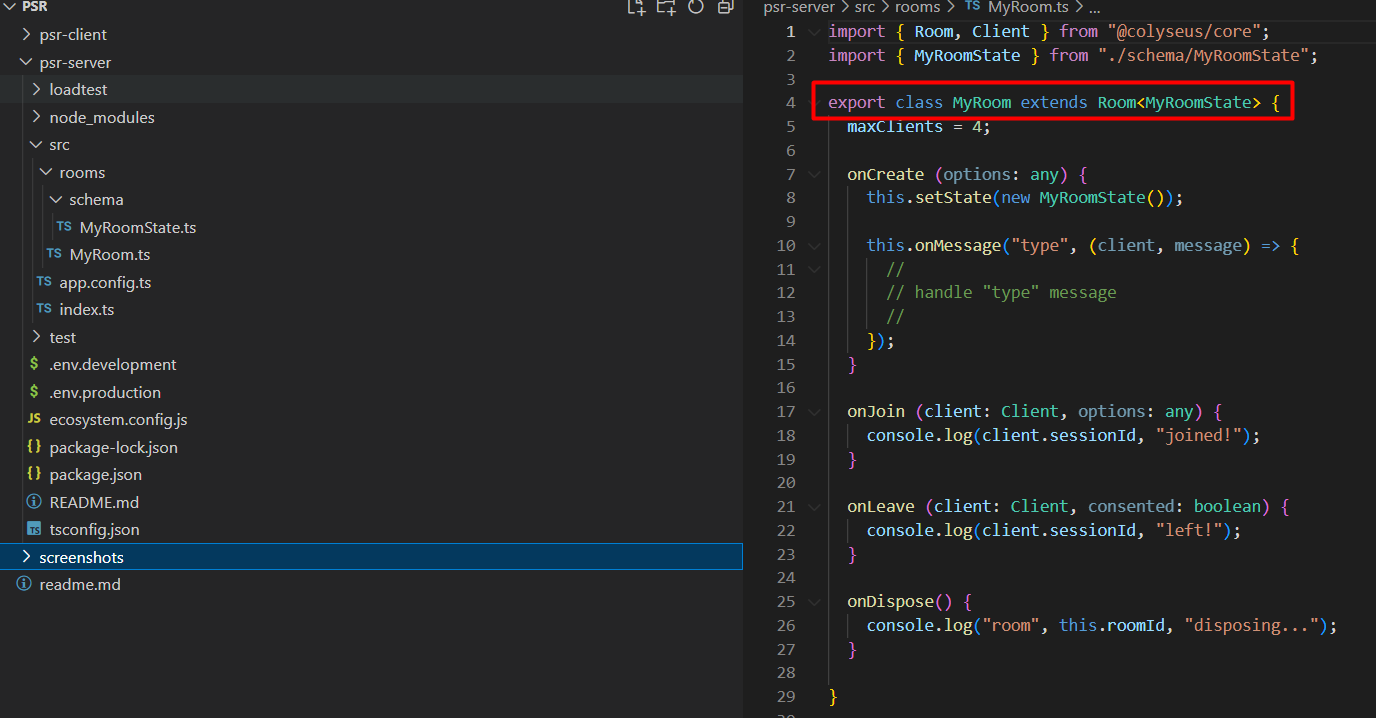 PSR
psr-client
psr-server
loadtest
node_modules
src
rooms
schema
TS MyRoomState.ts
TS MyRoom.ts
TS app.config.ts
TS index.ts
test
$ .env.development
$ .env.production
JS ecosystem.config.js
{} package-lock.json
{} package.json
README.md
TS tsconfig.json
screenshots
readme.md
psr-server > src > rooms > TS MyRoom.ts > ...
1 import { Room, Client } from "@colyseus/core";
2 import { MyRoomState } from "./schema/MyRoomState";
3
4 export class MyRoom extends Room<MyRoomState> {
5 maxClients = 4;
6
7 onCreate (options: any) {
8 this.setState(new MyRoomState());
9
10 this.onMessage("type", (client, message) => {
11 //
12 // handle "type" message
13 //
14 });
15 }
16
17 onJoin (client: Client, options: any) {
18 console.log(client.sessionId, "joined!");
19 }
20
21 onLeave (client: Client, consented: boolean) {
22 console.log(client.sessionId, "left!");
23 }
24
25 onDispose() {
26 console.log("room", this.roomId, "disposing...");
27 }
28
29 }
30